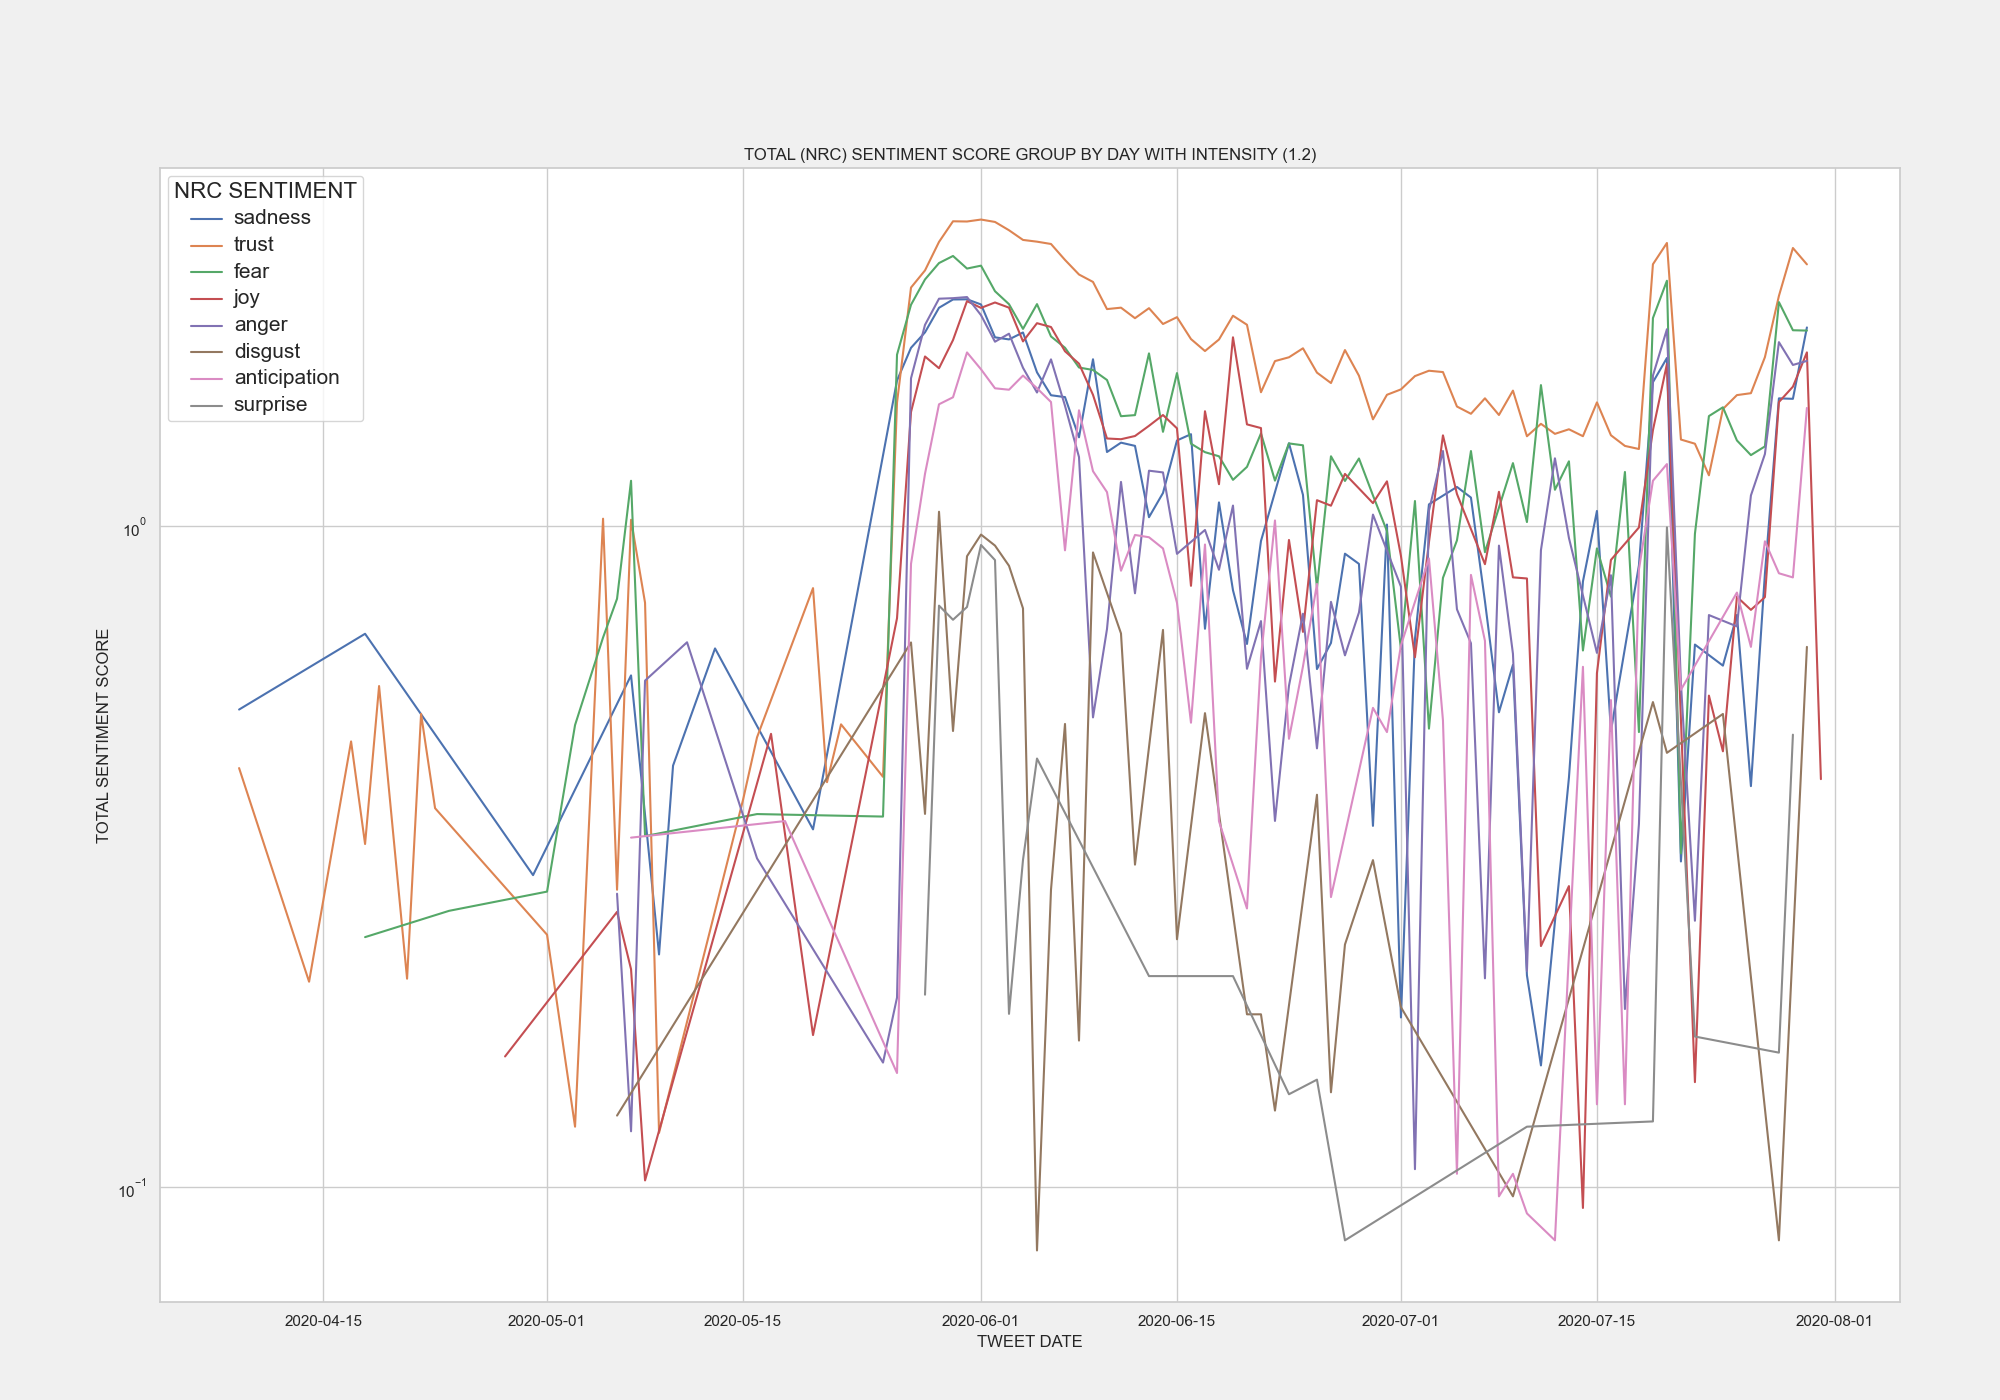 TOTAL (NRC) SENTIMENT SCORE GROUP BY DAY WITH INTENSITY (1.2)
NRC SENTIMENT
sadness
trust
fear
joy
anger
disgust
anticipation
surprise
TOTAL SENTIMENT SCORE
10⁰
10⁻¹
2020-04-15 2020-05-01 2020-05-15 2020-06-01 2020-06-15 2020-07-01 2020-07-15 2020-08-01
TWEET DATE